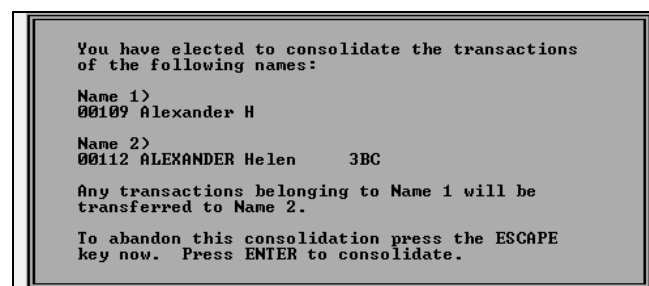 You have elected to consolidate the transactions
of the following names:
Name 1>
00109 Alexander H
Name 2>
00112 ALEXANDER Helen 3BC
Any transactions belonging to Name 1 will be
transferred to Name 2.
To abandon this consolidation press the ESCAPE
key now. Press ENTER to consolidate.